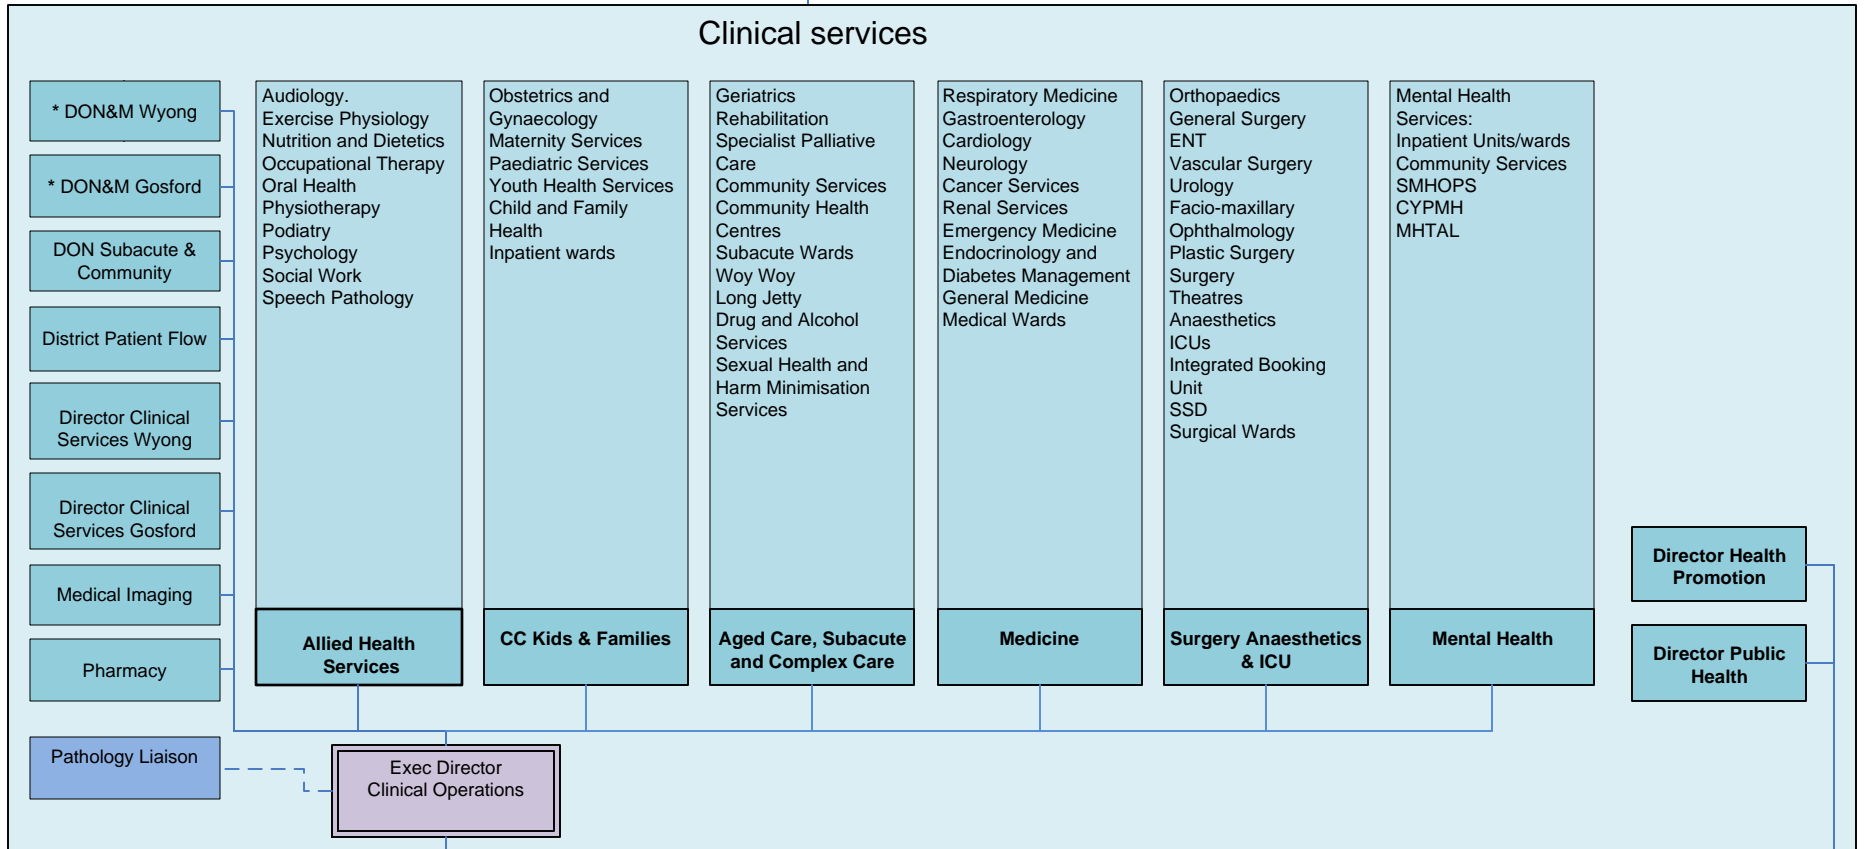 Clinical services
* DON&M Wyong
* DON&M Gosford
DON Subacute &
Community
District Patient Flow
Director Clinical
Services Wyong
Director Clinical
Services Gosford
Medical Imaging
Pharmacy
Pathology Liaison
Audiology.
Exercise Physiology
Nutrition and Dietetics
Occupational Therapy
Oral Health
Physiotherapy
Podiatry
Psychology
Social Work
Speech Pathology
Allied Health
Services
Obstetrics and
Gynaecology
Maternity Services
Paediatric Services
Youth Health Services
Child and Family
Health
Inpatient wards
CC Kids & Families
Geriatrics
Rehabilitation
Specialist Palliative
Care
Community Services
Community Health
Centres
Subacute Wards
Woy Woy
Long Jetty
Drug and Alcohol
Services
Sexual Health and
Harm Minimisation
Services
Aged Care, Subacute
and Complex Care
Respiratory Medicine
Gastroenterology
Cardiology
Neurology
Cancer Services
Renal Services
Emergency Medicine
Endocrinology and
Diabetes Management
General Medicine
Medical Wards
Medicine
Orthopaedics
General Surgery
ENT
Vascular Surgery
Urology
Facio-maxillary
Ophthalmology
Plastic Surgery
Surgery
Theatres
Anaesthetics
ICUs
Integrated Booking
Unit
SSD
Surgical Wards
Surgery Anaesthetics
& ICU
Mental Health
Services:
Inpatient Units/wards
Community Services
SMHOPS
CYPMH
MHTAL
Mental Health
Director Health
Promotion
Director Public
Health
Exec Director
Clinical Operations